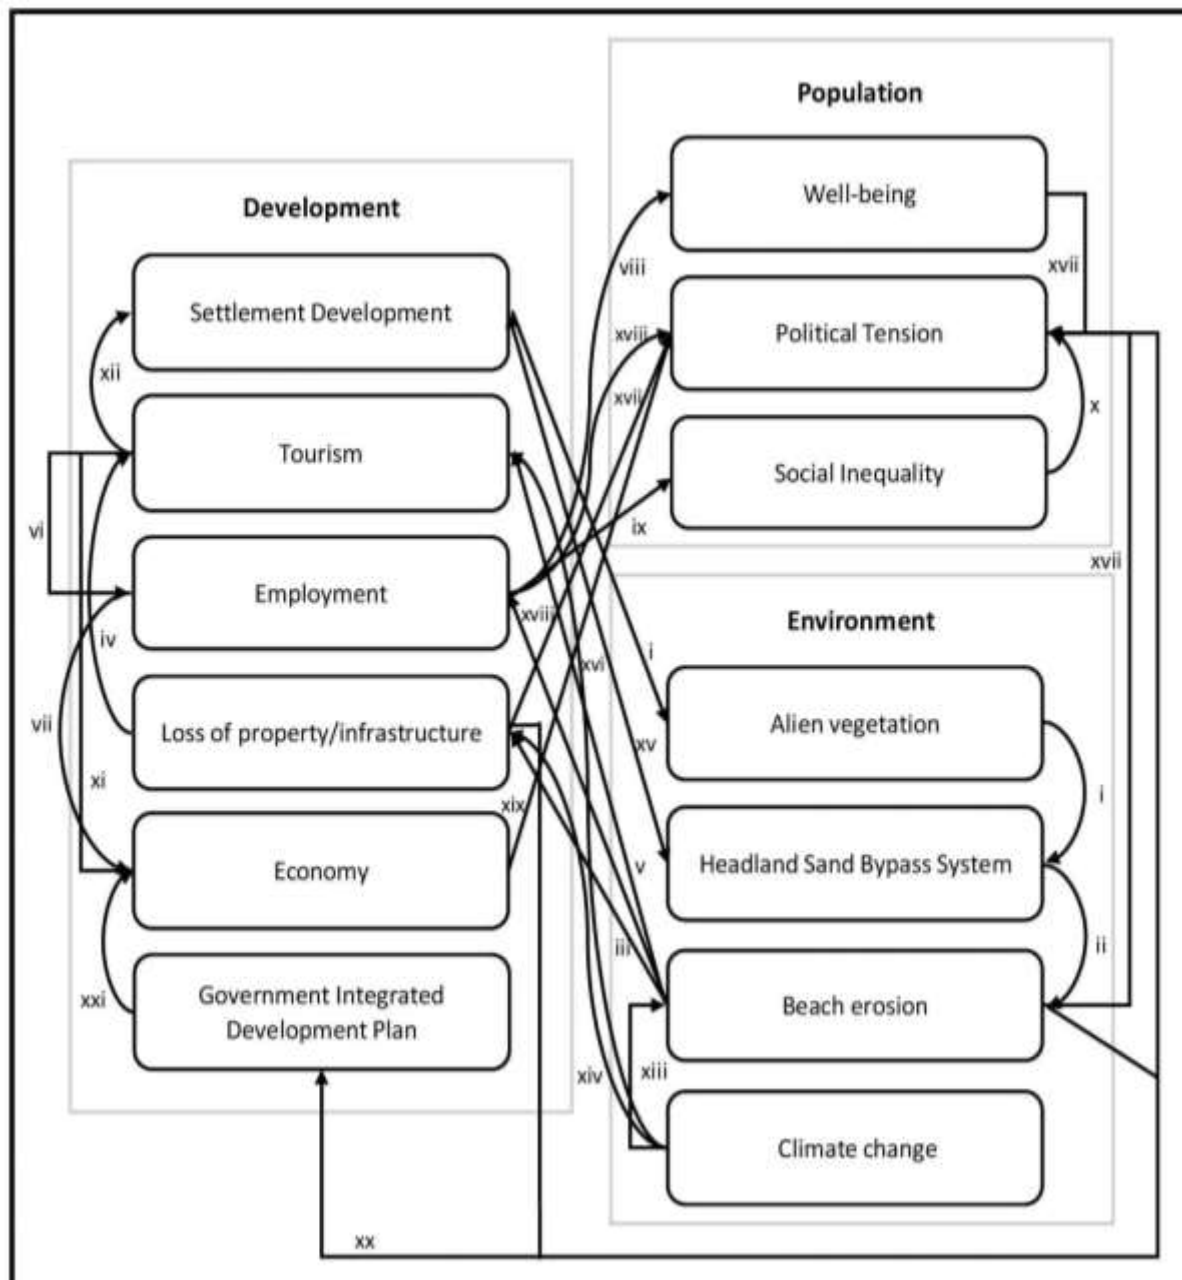 Population
Well-being
viii
xvii
Political Tension
xviii
xvii
x
Social Inequality
ix
xvii
Development
Settlement Development
xii
Tourism
vi
Employment
xviii
iv
xvi
vii
Loss of property/infrastructure
xi
xix
Economy
xxi
Government Integrated
Development Plan
Environment
i
Alien vegetation
xv
i
Headland Sand Bypass System
v
ii
iii
Beach erosion
xiv
xiii
Climate change
xx